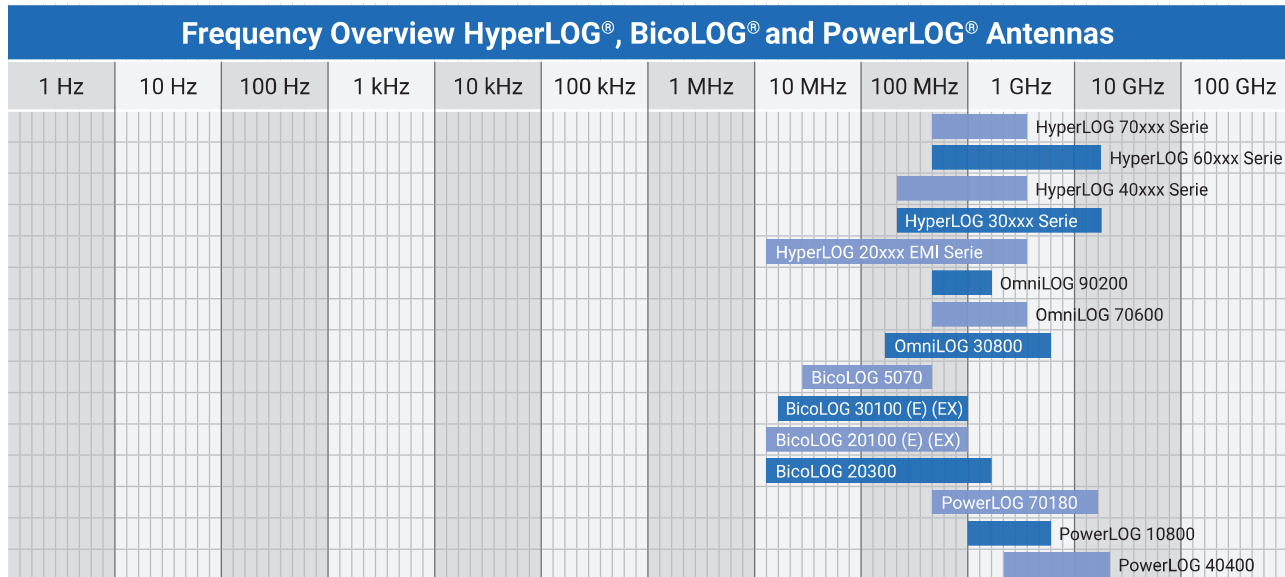 Frequency Overview HyperLOG®, BicoLOG® and PowerLOG® Antennas
1 Hz 10 Hz 100 Hz 1 kHz 10 kHz 100 kHz 1 MHz 10 MHz 100 MHz 1 GHz 10 GHz 100 GHz
HyperLOG 70xxx Serie
HyperLOG 60xxx Serie
HyperLOG 40xxx Serie
HyperLOG 30xxx Serie
HyperLOG 20xxx EMI Serie
OmniLOG 90200
OmniLOG 70600
OmniLOG 30800
BicoLOG 5070
BicoLOG 30100 (E) (EX)
BicoLOG 20100 (E) (EX)
BicoLOG 20300
PowerLOG 70180
PowerLOG 10800
PowerLOG 40400